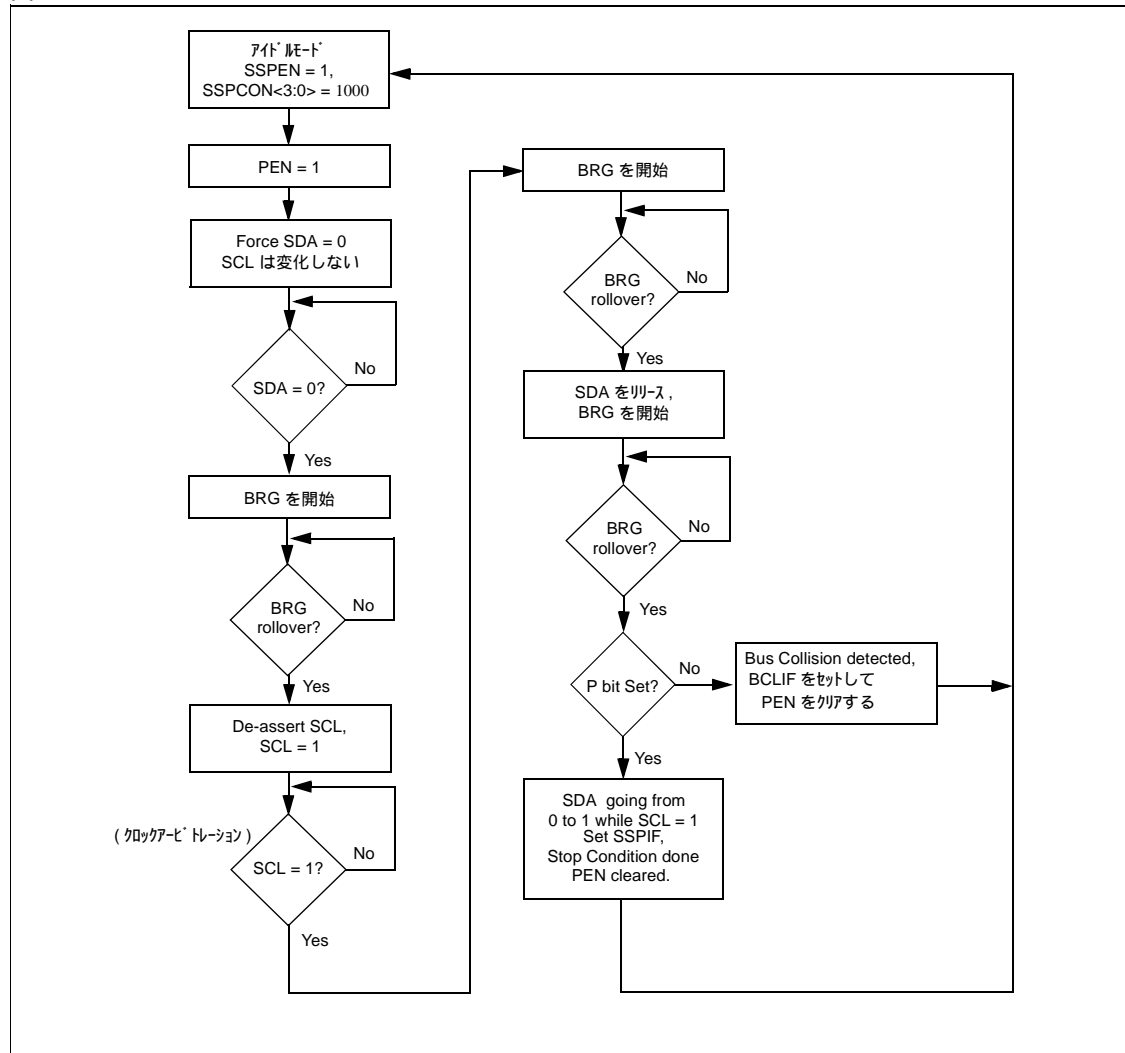 アイドルモード
SSPEN = 1,
SSPCON<3:0> = 1000
PEN = 1
Force SDA = 0
SCL は変化しない
SDA = 0?
No
Yes
BRG を開始
BRG
rollover?
No
Yes
De-assert SCL,
SCL = 1
( クロックアービトレーション )
SCL = 1?
No
Yes
BRG を開始
BRG
rollover?
No
Yes
SDA をリリース ,
BRG を開始
BRG
rollover?
No
Yes
P bit Set?
No
Bus Collision detected,
BCLIF をセットして
PEN をクリアする
Yes
SDA going from
0 to 1 while SCL = 1
Set SSPIF,
Stop Condition done
PEN cleared.